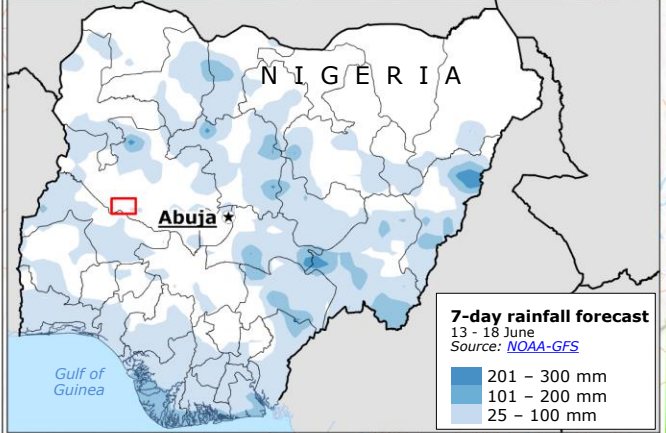 N I G E R I A
Abuja
Gulf of
Guinea
7-day rainfall forecast
13 - 18 June
Source: NOAA-GFS
201 – 300 mm
101 – 200 mm
25 – 100 mm